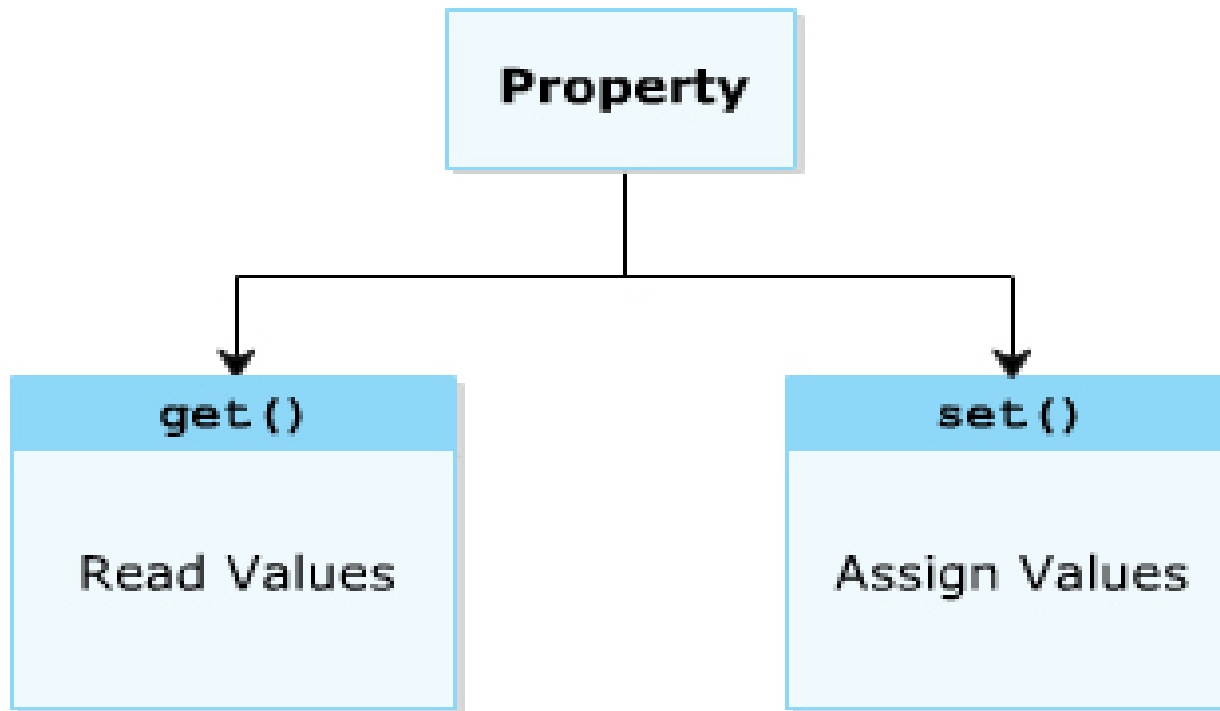 Property
get()
set()
Read Values
Assign Values